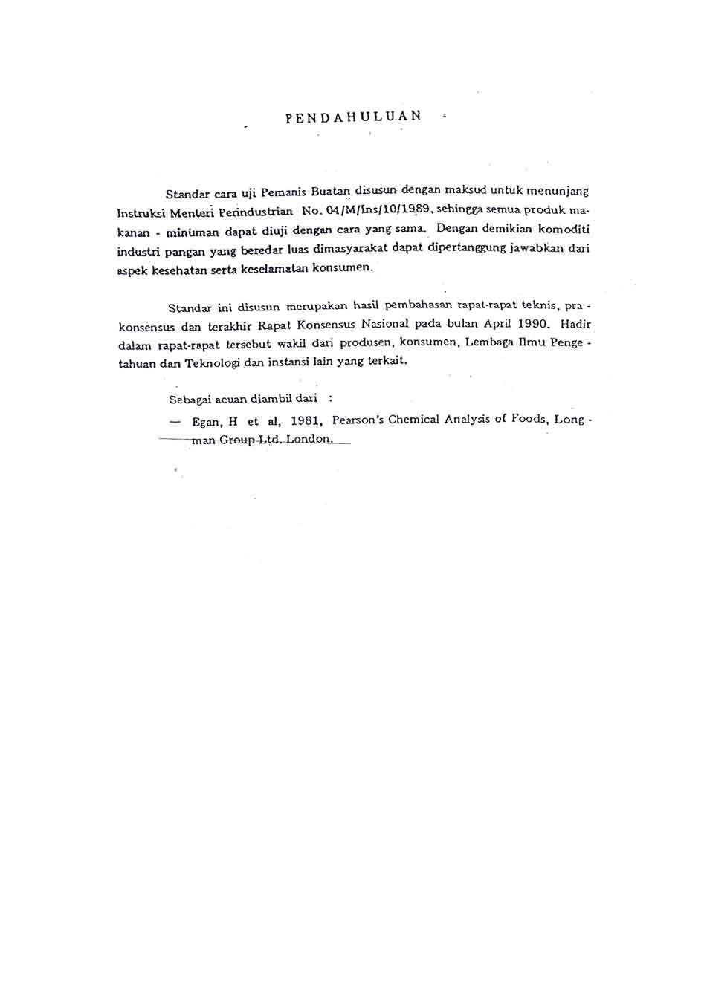 PENDAHULUAN
Standar cara uji Pemanis Buatan disusun dengan maksud untuk menunjang
Instruksi Menteri Perindustrian No. 04/M/Ins/10/1989, sehingga semua produk ma-
kanan - minuman dapat diuji dengan cara yang sama. Dengan demikian komoditi
industri pangan yang beredar luas dimasyarakat dapat dipertanggung jawabkan dari
aspek kesehatan serta keselamatan konsumen.
Standar ini disusun merupakan hasil pembahasan rapat-rapat teknis, pra -
konsensus dan terakhir Rapat Konsensus Nasional pada bulan April 1990. Hadir
dalam rapat-rapat tersebut wakil dari produsen, konsumen, Lembaga Ilmu Penge -
tahuan dan Teknologi dan instansi lain yang terkait.
Sebagai acuan diambil dari :
— Egan, H et al, 1981, Pearson's Chemical Analysis of Foods, Long -
man Group Ltd. London.